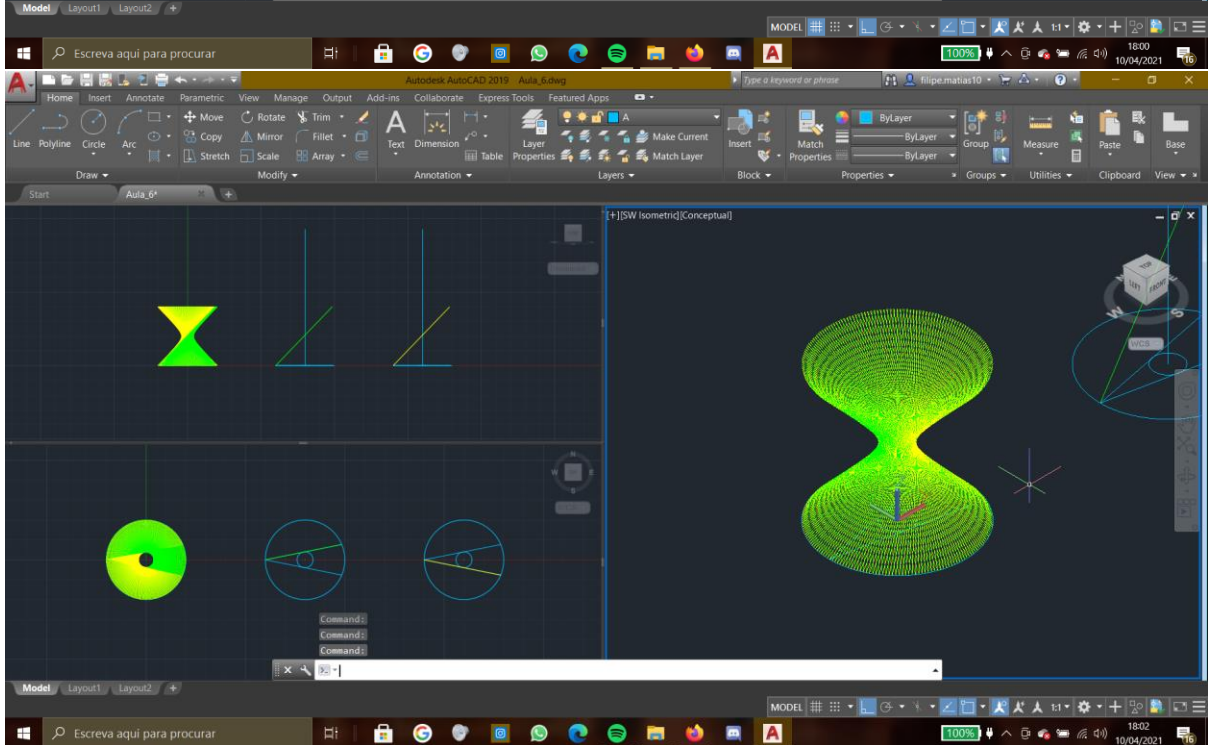 Model Layout1 Layout2 +
MODEL 1:1
Escreva aqui para procurar 100% 18:00
10/04/2021 16
Autodesk AutoCAD 2019 Aula_6.dwg Type a keyword or phrase filipe.matias10
Home Insert Annotate Parametric View Manage Output Add-ins Collaborate Express Tools Featured Apps
Move Rotate Trim A ByLayer
Copy Mirror Fillet Make Current ByLayer
Stretch Scale Array Table Match Layer ByLayer
Line Polyline Circle Arc Text Dimension Layer Properties Insert Match Properties Group Measure Paste Base
Draw Modify Annotation Layers Block Properties Groups Utilities Clipboard View
Start Aula_6* +
[+][SW Isometric][Conceptual]
TOP
LEFT FRONT
S
WCS
N
W E
S
Command:
Command:
Command:
Model Layout1 Layout2 +
MODEL 1:1
Escreva aqui para procurar 100% 18:02
10/04/2021 16